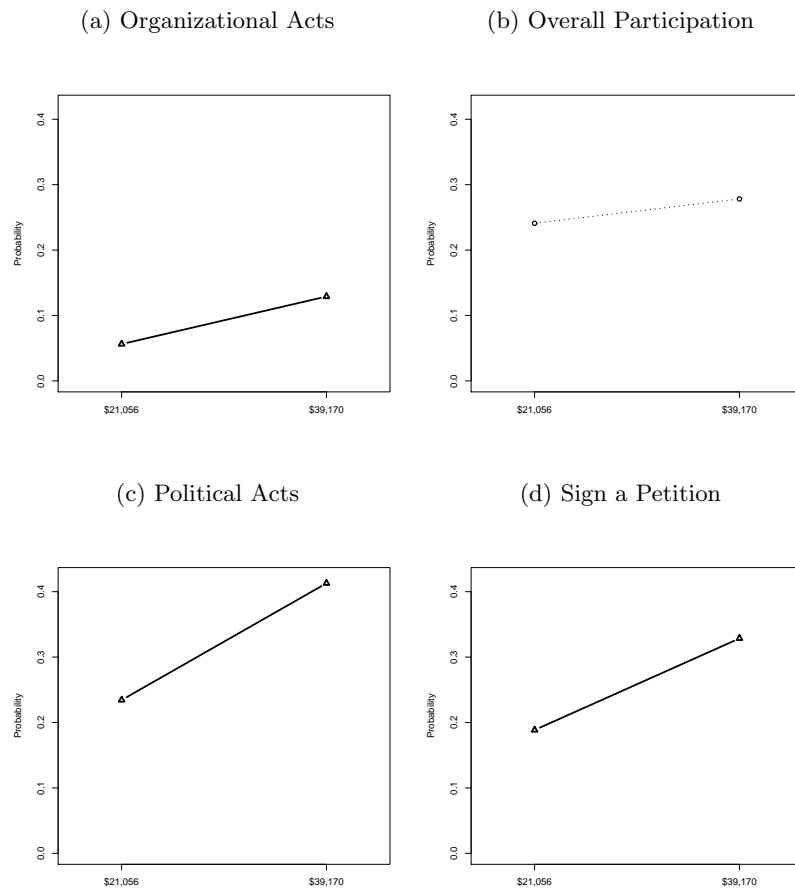 (a) Organizational Acts
(b) Overall Participation
Probability
0.0 0.1 0.2 0.3 0.4
$21,056 $39,170
Probability
0.0 0.1 0.2 0.3 0.4
$21,056 $39,170
(c) Political Acts
(d) Sign a Petition
Probability
0.0 0.1 0.2 0.3 0.4
$21,056 $39,170
Probability
0.0 0.1 0.2 0.3 0.4
$21,056 $39,170